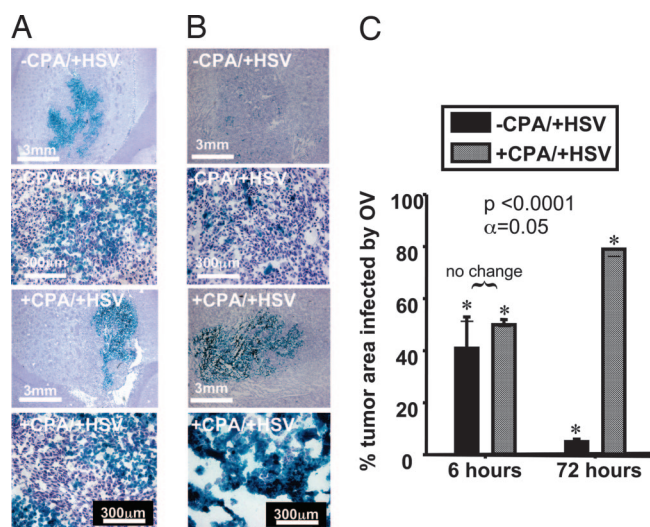 A
-CPA/+HSV
3mm
-CPA/+HSV
300μm
+CPA/+HSV
3mm
+CPA/+HSV
300μm
B
-CPA/+HSV
3mm
-CPA/+HSV
300μm
+CPA/+HSV
3mm
+CPA/+HSV
300μm
C
-CPA/+HSV
+CPA/+HSV
% tumor area infected by OV
100
80
60
40
20
0
p <0.0001
α=0.05
no change
*
*
*
*
6 hours
72 hours